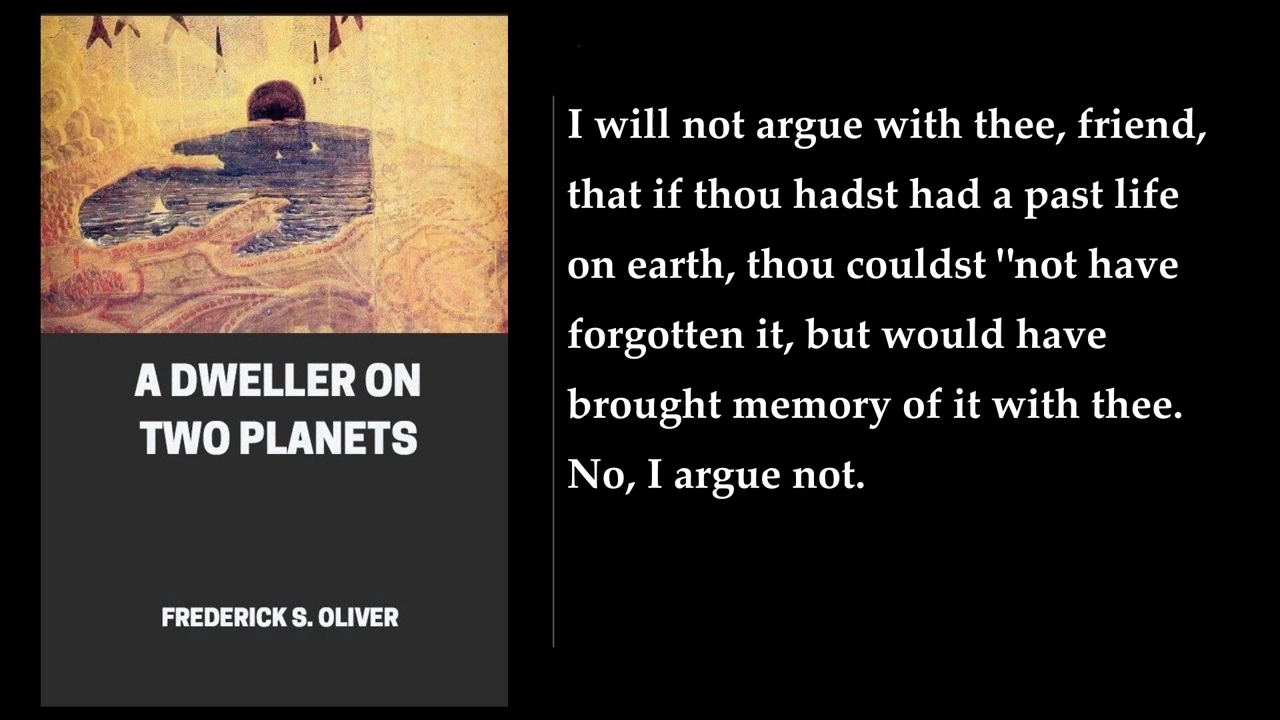 A DWELLER ON
TWO PLANETS
FREDERICK S. OLIVER
I will not argue with thee, friend,
that if thou hadst had a past life
on earth, thou couldst "not have
forgotten it, but would have
brought memory of it with thee.
No, I argue not.